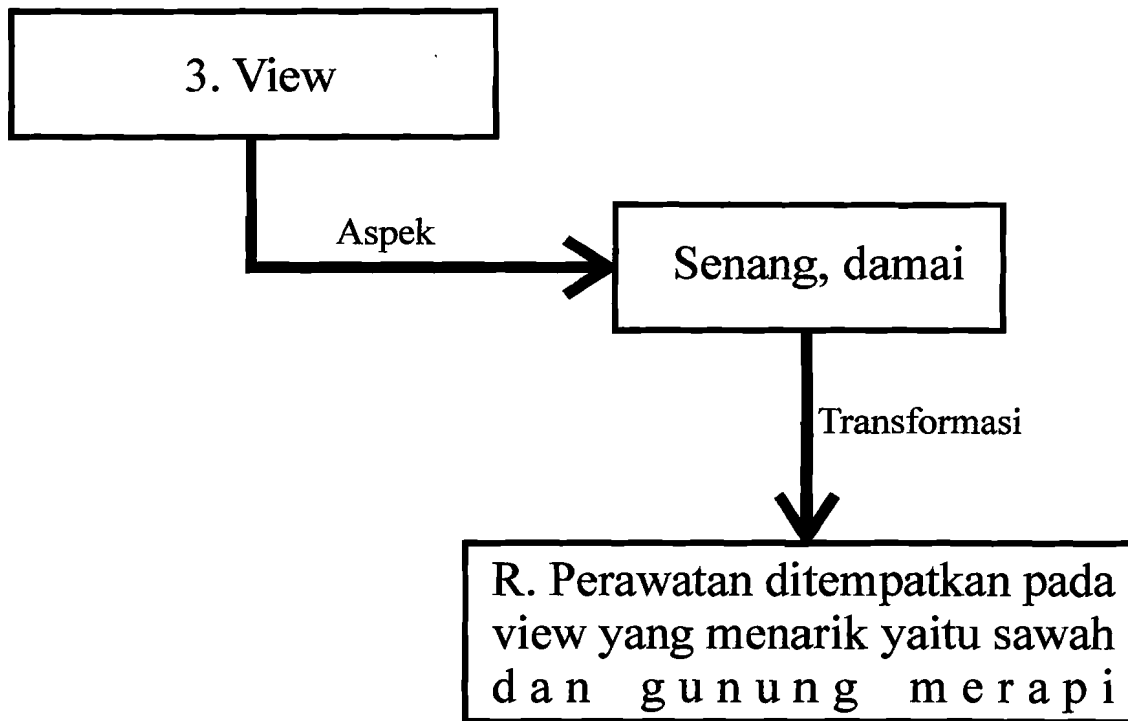 3. View
Aspek
Senang, damai
Transformasi
R. Perawatan ditempatkan pada
view yang menarik yaitu sawah
dan gunung merapi